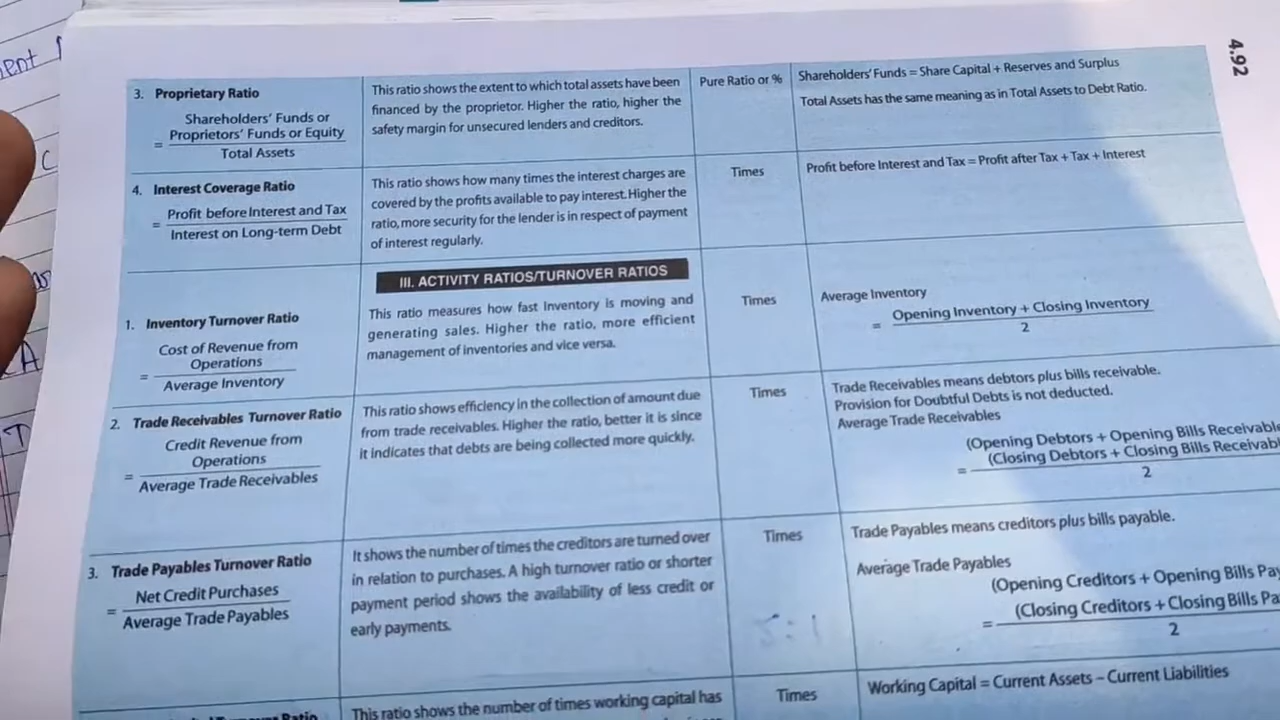 4.92
3. Proprietary Ratio
Shareholders' Funds or
= Proprietors' Funds or Equity
Total Assets
This ratio shows the extent to which total assets have been
financed by the proprietor. Higher the ratio, higher the
safety margin for unsecured lenders and creditors.
Pure Ratio or %
Shareholders' Funds = Share Capital + Reserves and Surplus
Total Assets has the same meaning as in Total Assets to Debt Ratio.
4. Interest Coverage Ratio
= Profit before Interest and Tax
Interest on Long-term Debt
This ratio shows how many times the interest charges are
covered by the profits available to pay interest. Higher the
ratio, more security for the lender is in respect of payment
of interest regularly.
Times
Profit before Interest and Tax = Profit after Tax + Tax + Interest
III. ACTIVITY RATIOS/TURNOVER RATIOS
1. Inventory Turnover Ratio
Cost of Revenue from
= Operations
Average Inventory
This ratio measures how fast Inventory is moving and
generating sales. Higher the ratio, more efficient
management of inventories and vice versa.
Times
Average Inventory
= Opening Inventory + Closing Inventory
2
2. Trade Receivables Turnover Ratio
Credit Revenue from
= Operations
Average Trade Receivables
This ratio shows efficiency in the collection of amount due
from trade receivables. Higher the ratio, better it is since
it indicates that debts are being collected more quickly.
Times
Trade Receivables means debtors plus bills receivable.
Provision for Doubtful Debts is not deducted.
Average Trade Receivables
(Opening Debtors + Opening Bills Receivable
= (Closing Debtors + Closing Bills Receivab
2
3. Trade Payables Turnover Ratio
= Net Credit Purchases
Average Trade Payables
It shows the number of times the creditors are turned over
in relation to purchases. A high turnover ratio or shorter
payment period shows the availability of less credit or
early payments.
Times
5:1
Trade Payables means creditors plus bills payable.
Average Trade Payables
(Opening Creditors + Opening Bills Pay
= (Closing Creditors + Closing Bills Pa
2
Turnover Ratio
This ratio shows the number of times working capital has
Times
Working Capital = Current Assets – Current Liabilities